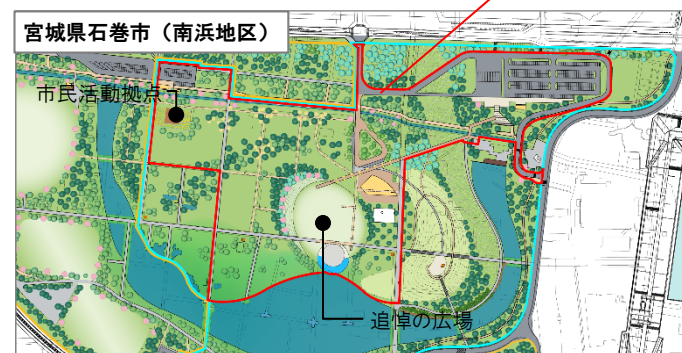 宮城県石巻市（南浜地区）
市民活動拠点
追悼の広場